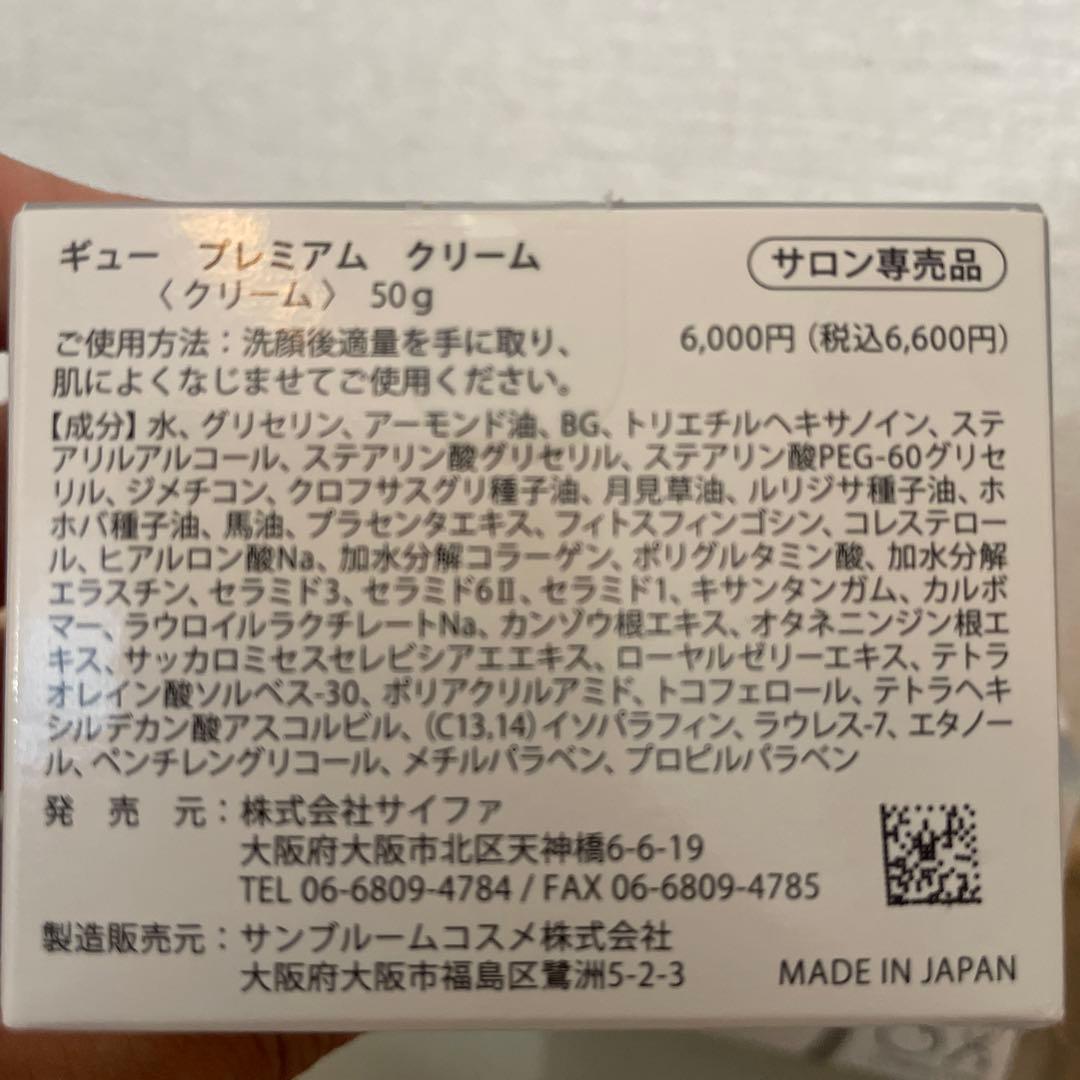 ギュー　プレミアム　クリーム
サロン専売品
〈クリーム〉　50g
ご使用方法：洗顔後適量を手に取り、
6,000円（税込6,600円）
肌によくなじませてご使用ください。
【成分】水、グリセリン、アーモンド油、BG、トリエチルヘキサノイン、ステ
アリルアルコール、ステアリン酸グリセリル、ステアリン酸PEG-60グリセ
リル、ジメチコン、クロフサスグリ種子油、月見草油、ルリジサ種子油、ホ
ホバ種子油、馬油、プラセンタエキス、フィトスフィンゴシン、コレステロー
ル、ヒアルロン酸Na、加水分解コラーゲン、ポリグルタミン酸、加水分解
エラスチン、セラミド3、セラミド6Ⅱ、セラミド1、キサンタンガム、カルボ
マー、ラウロイルラクチレートNa、カンゾウ根エキス、オタネニンジン根エ
キス、サッカロミセスセレビシアエエキス、ローヤルゼリーエキス、テトラ
オレイン酸ソルベス-30、ポリアクリルアミド、トコフェロール、テトラヘキ
シルデカン酸アスコルビル、（C13,14）イソパラフィン、ラウレス-7、エタノー
ル、ペンチレングリコール、メチルパラベン、プロピルパラベン
発　売　元：株式会社サイファ
大阪府大阪市北区天神橋6-6-19
TEL 06-6809-4784 / FAX 06-6809-4785
製造販売元：サンブルームコスメ株式会社
大阪府大阪市福島区鷺洲5-2-3
MADE IN JAPAN